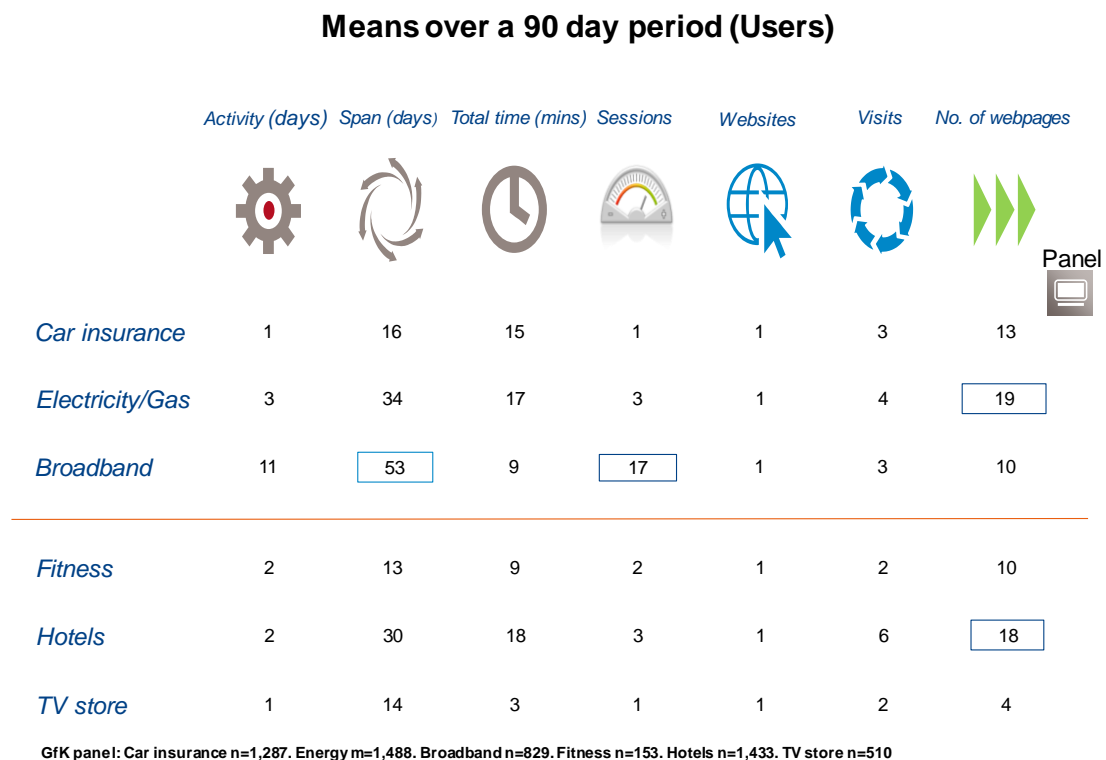 Means over a 90 day period (Users)
Activity (days) Span (days) Total time (mins) Sessions Websites Visits No. of webpages
Panel
Car insurance 1 16 15 1 1 3 13
Electricity/Gas 3 34 17 3 1 4 19
Broadband 11 53 9 17 1 3 10
Fitness 2 13 9 2 1 2 10
Hotels 2 30 18 3 1 6 18
TV store 1 14 3 1 1 2 4
GfK panel: Car insurance n=1,287. Energy m=1,488. Broadband n=829. Fitness n=153. Hotels n=1,433. TV store n=510